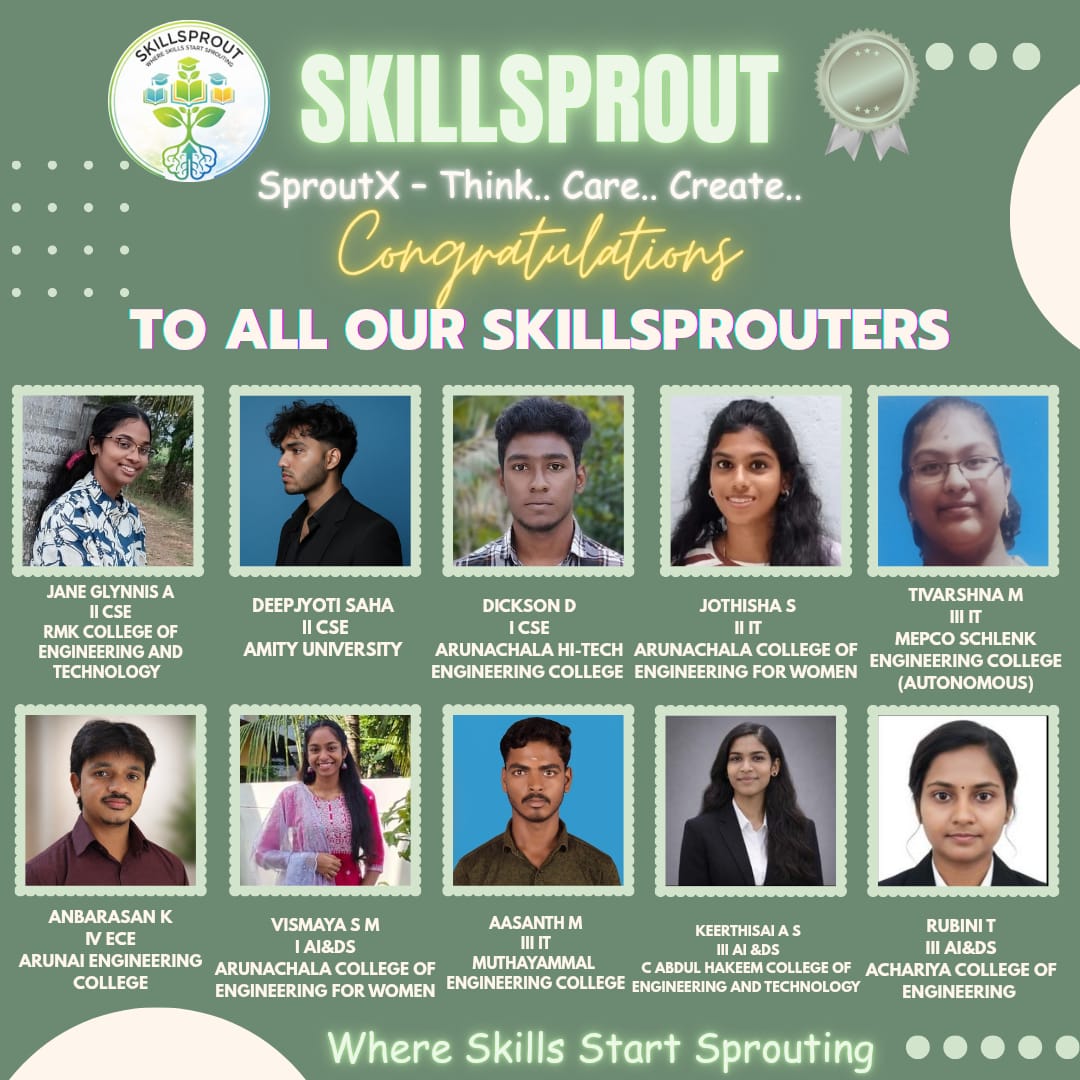 SKILLSPROUT
WHERE SKILLS START SPROUTING
SKILLSPROUT
SproutX – Think.. Care.. Create..
Congratulations
TO ALL OUR SKILLSPROUTERS
JANE GLYNNIS A
II CSE
RMK COLLEGE OF
ENGINEERING AND
TECHNOLOGY
DEEPJYOTI SAHA
II CSE
AMITY UNIVERSITY
DICKSON D
I CSE
ARUNACHALA HI-TECH
ENGINEERING COLLEGE
JOTHISHA S
II IT
ARUNACHALA COLLEGE OF
ENGINEERING FOR WOMEN
TIVARSHNA M
III IT
MEPCO SCHLENK
ENGINEERING COLLEGE
(AUTONOMOUS)
ANBARASAN K
IV ECE
ARUNAI ENGINEERING
COLLEGE
VISMAYA S M
I AI&DS
ARUNACHALA COLLEGE OF
ENGINEERING FOR WOMEN
AASANTH M
III IT
MUTHAYAMMAL
ENGINEERING COLLEGE
KEERTHISAI A S
III AI &DS
C ABDUL HAKEEM COLLEGE OF
ENGINEERING AND TECHNOLOGY
RUBINI T
III AI&DS
ACHARIYA COLLEGE OF
ENGINEERING
Where Skills Start Sprouting